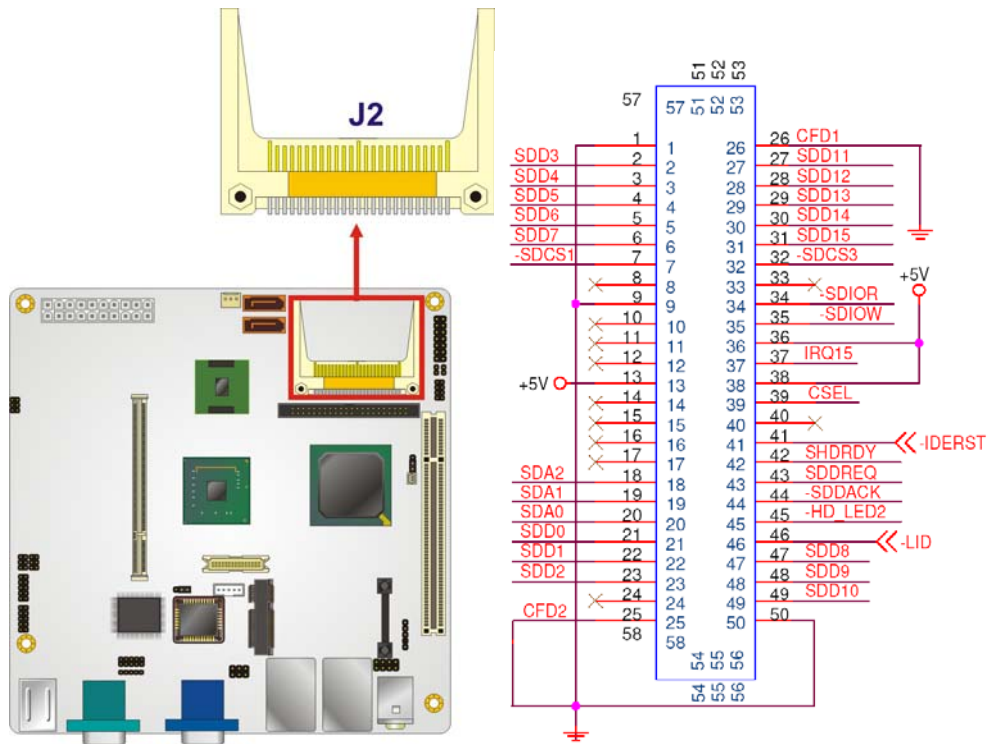 J2
51 52 53
57 57 51 52 53
1 1 26 26 CFD1
SDD3 2 2 27 27 SDD11
SDD4 3 3 28 28 SDD12
SDD5 4 4 29 29 SDD13
SDD6 5 5 30 30 SDD14
SDD7 6 6 31 31 SDD15
-SDCS1 7 7 32 32 -SDCS3
8 8 33 33 +5V
9 9 34 34 -SDIOR
10 10 35 35 -SDIOW
11 11 36 36
12 12 37 37 IRQ15
+5V 13 13 38 38
14 14 39 39 CSEL
15 15 40 40
16 16 41 41 -IDERST
17 17 42 42 SHDRDY
SDA2 18 18 43 43 SDDREQ
SDA1 19 19 44 44 -SDDACK
SDA0 20 20 45 45 -HD_LED2
SDD0 21 21 46 46 -LID
SDD1 22 22 47 47 SDD8
SDD2 23 23 48 48 SDD9
24 24 49 49 SDD10
CFD2 25 25 50 50
58 58 54 55 56
54 55 56